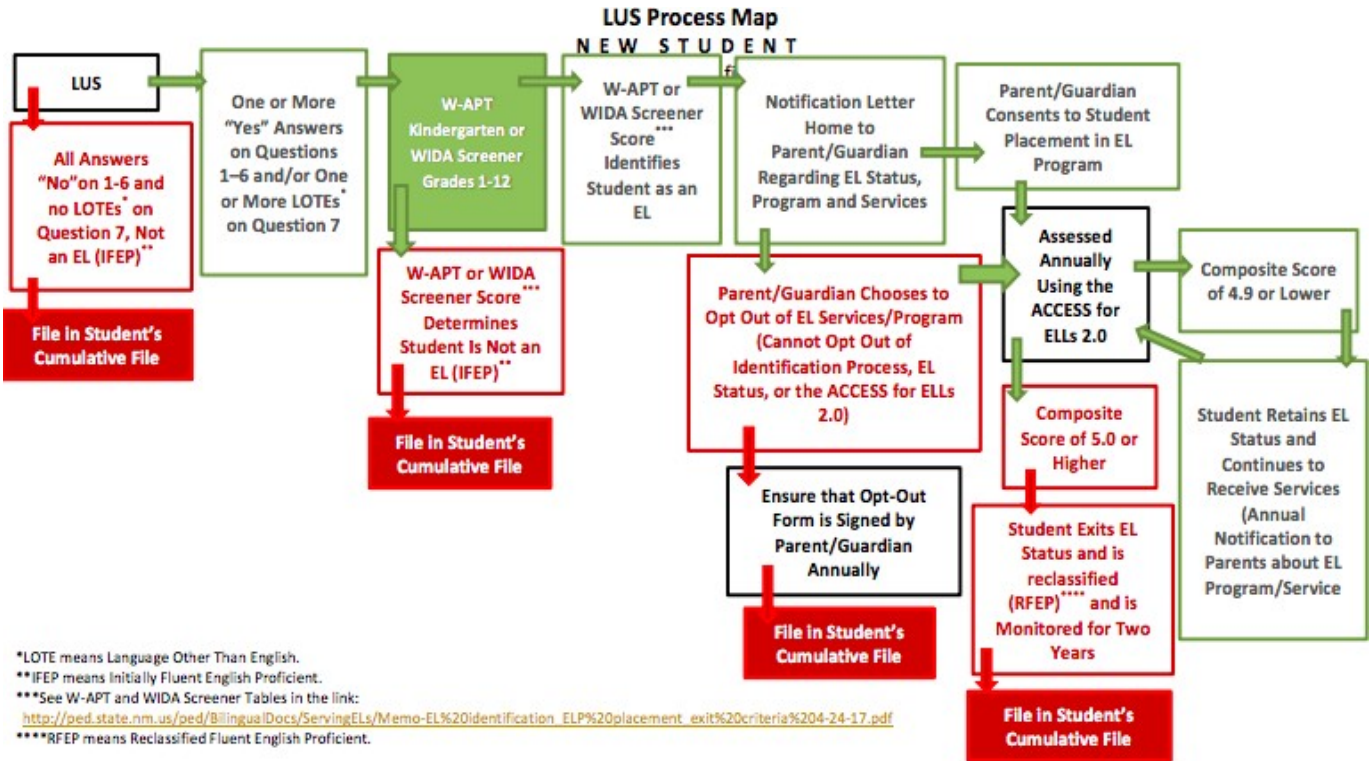 LUS Process Map
NEW STUDENT
LUS
All Answers
“No”on 1-6 and
no LOTEs* on
Question 7, Not
an EL (IFEP)**
File in Student’s
Cumulative File
One or More
“Yes” Answers
on Questions
1–6 and/or One
or More LOTEs*
on Question 7
W-APT
Kindergarten or
WIDA Screener
Grades 1-12
W-APT or WIDA
Screener Score***
Determines
Student Is Not an
EL (IFEP)**
File in Student’s
Cumulative File
W-APT or
WIDA Screener
Score***
Identifies
Student as an
EL
Notification Letter
Home to
Parent/Guardian
Regarding EL Status,
Program and Services
Parent/Guardian
Consents to Student
Placement in EL
Program
Parent/Guardian Chooses to
Opt Out of EL Services/Program
(Cannot Opt Out of
Identification Process, EL
Status, or the ACCESS for ELLs
2.0)
Ensure that Opt-Out
Form is Signed by
Parent/Guardian
Annually
File in Student’s
Cumulative File
Assessed
Annually
Using the
ACCESS for
ELLs 2.0
Composite Score
of 4.9 or Lower
Student Retains EL
Status and
Continues to
Receive Services
(Annual
Notification to
Parents about EL
Program/Service
Composite
Score of 5.0 or
Higher
Student Exits EL
Status and is
reclassified
(RFEP)**** and is
Monitored for Two
Years
File in Student’s
Cumulative File
*LOTE means Language Other Than English.
**IFEP means Initially Fluent English Proficient.
***See W-APT and WIDA Screener Tables in the link:
http://ped.state.nm.us/ped/BilingualDocs/ServingELs/Memo-EL%20identification_ELP%20placement_exit%20criteria%204-24-17.pdf
****RFEP means Reclassified Fluent English Proficient.